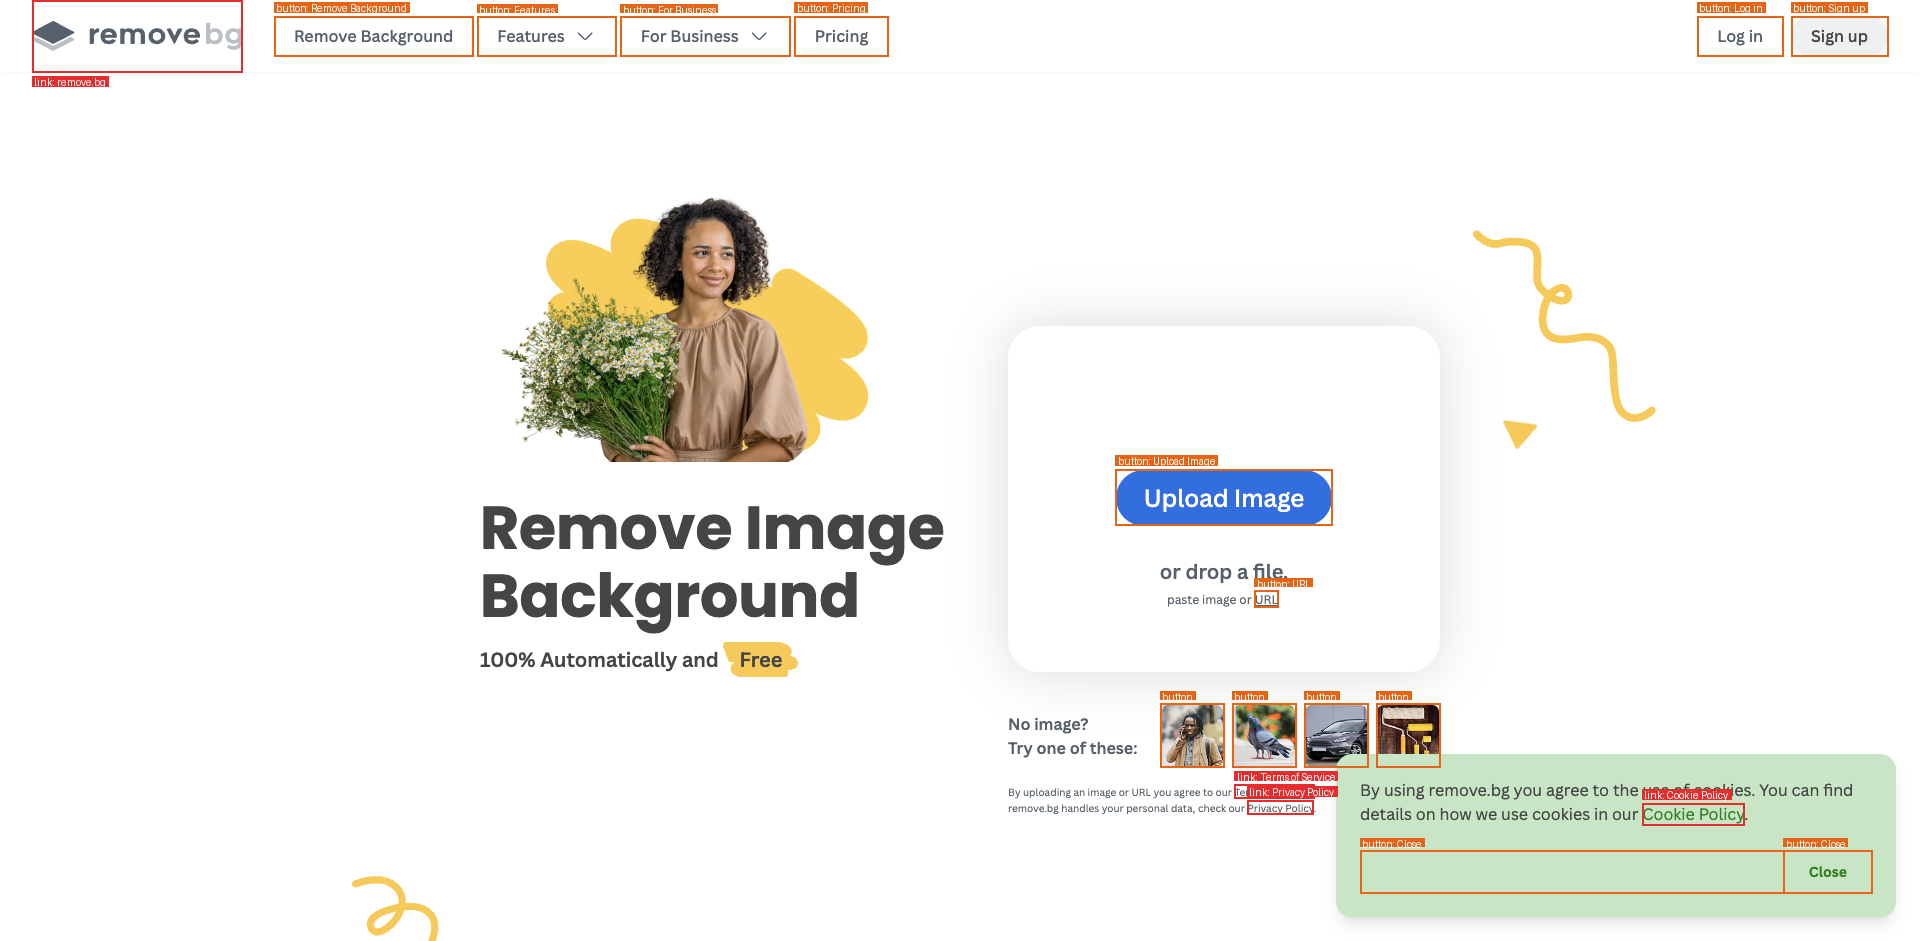 button: Remove Background
button: Features
button: For Business
button: Pricing
button: Log in
button: Sign up
removebg
Remove Background
Features
For Business
Pricing
Log in
Sign up
link: remove.bg
button: Upload Image
Upload Image
or drop a file,
button: URL
paste image or URL
Remove Image
Background
100% Automatically and Free
button
button
button
button
No image?
Try one of these:
link: Terms of Service
By uploading an image or URL you agree to our
link: Privacy Policy
remove.bg handles your personal data, check our Privacy Policy.
By using remove.bg you agree to the use of cookies. You can find
link: Cookie Policy
details on how we use cookies in our Cookie Policy.
button: Close
button: Close
Close